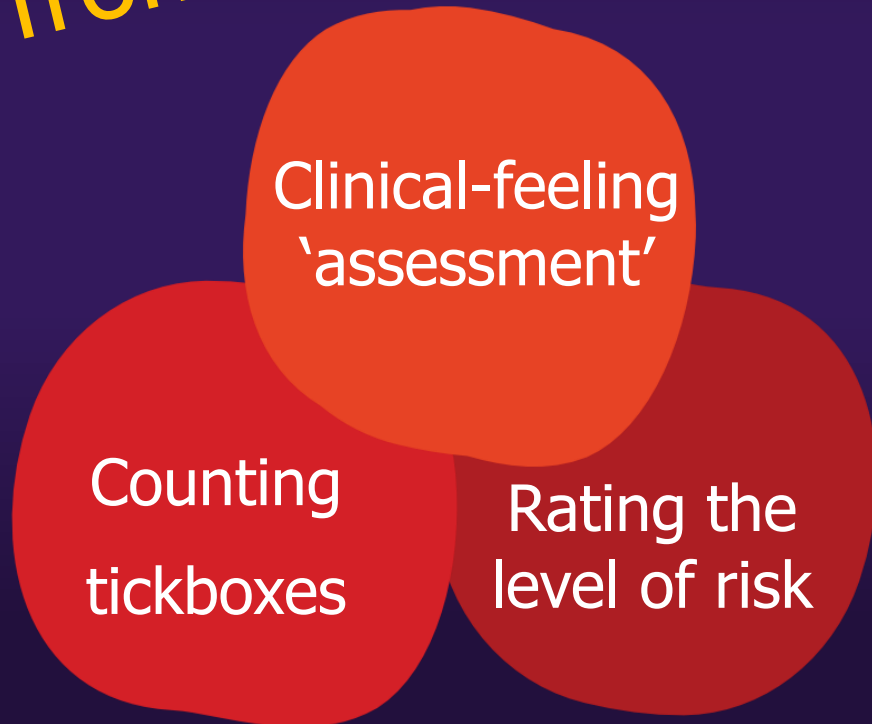 Clinical-feeling
‘assessment’
Counting
tickboxes
Rating the
level of risk